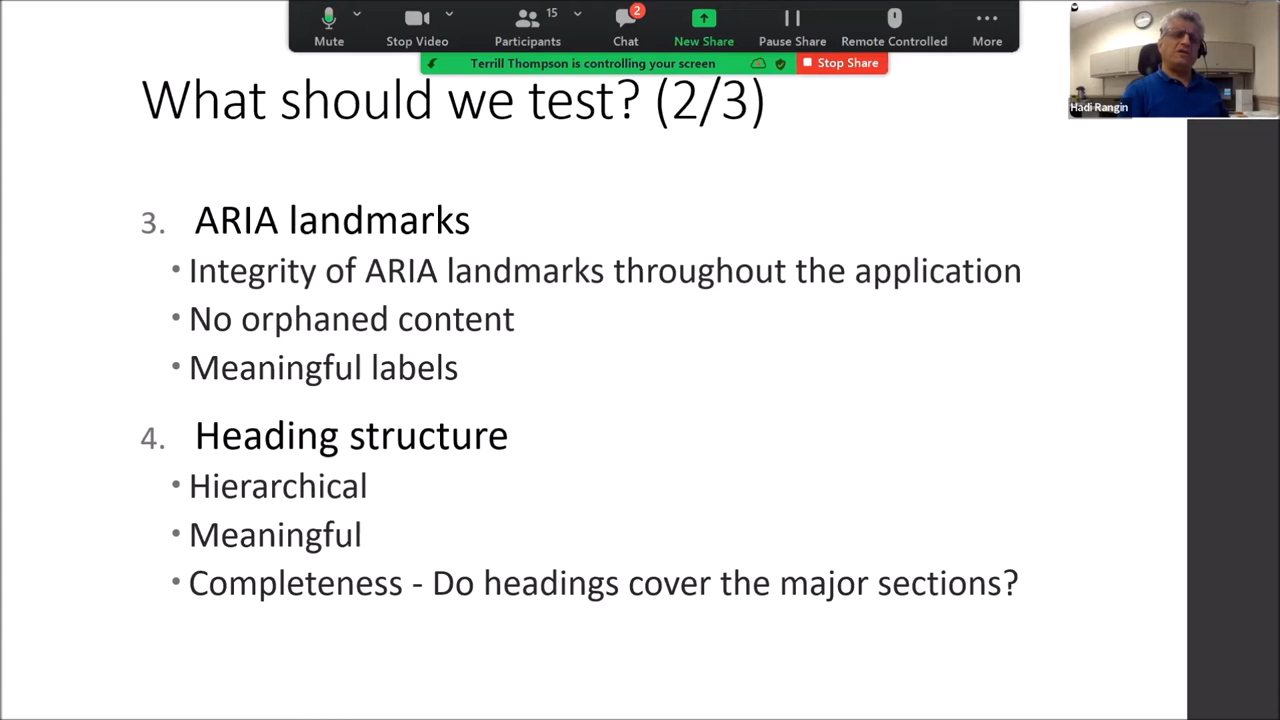 15
2
Mute
Stop Video
Participants
Chat
New Share
Pause Share
Remote Controlled
More
Terrill Thompson is controlling your screen
Stop Share
Hadi Rangin
What should we test? (2/3)
3. ARIA landmarks
• Integrity of ARIA landmarks throughout the application
• No orphaned content
• Meaningful labels
4. Heading structure
• Hierarchical
• Meaningful
• Completeness - Do headings cover the major sections?